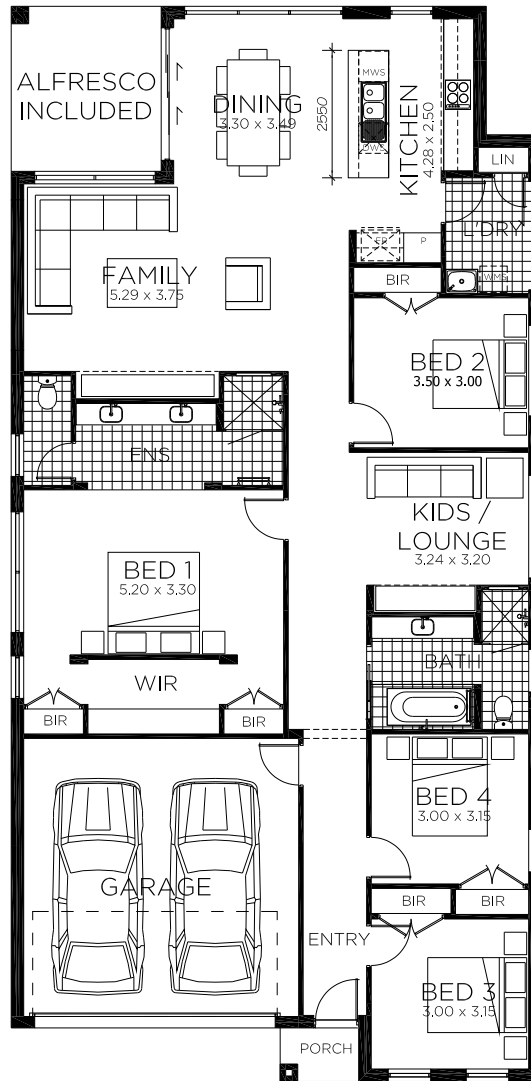 ALFRESCO
INCLUDED
DINING
3.30 x 3.49
2550
MWS
DWS
KITCHEN
4.28 x 2.50
LIN
L'DRY
WMS
FR
P
BIR
FAMILY
5.29 x 3.75
BED 2
3.50 x 3.00
ENS
KIDS /
LOUNGE
3.24 x 3.20
BED 1
5.20 x 3.30
WIR
BIR
BIR
BATH
BED 4
3.00 x 3.15
GARAGE
BIR
BIR
ENTRY
BED 3
3.00 x 3.15
PORCH